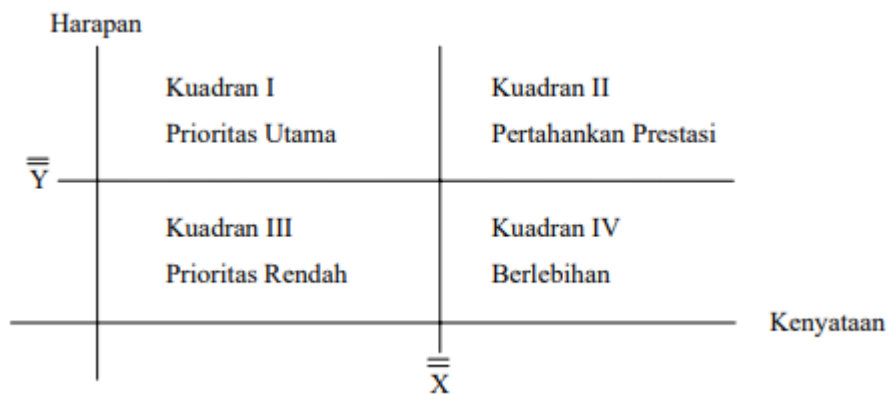 Harapan
Kuadran I
Prioritas Utama
Kuadran II
Pertahankan Prestasi
Y
Kuadran III
Prioritas Rendah
Kuadran IV
Berlebihan
Kenyataan
X